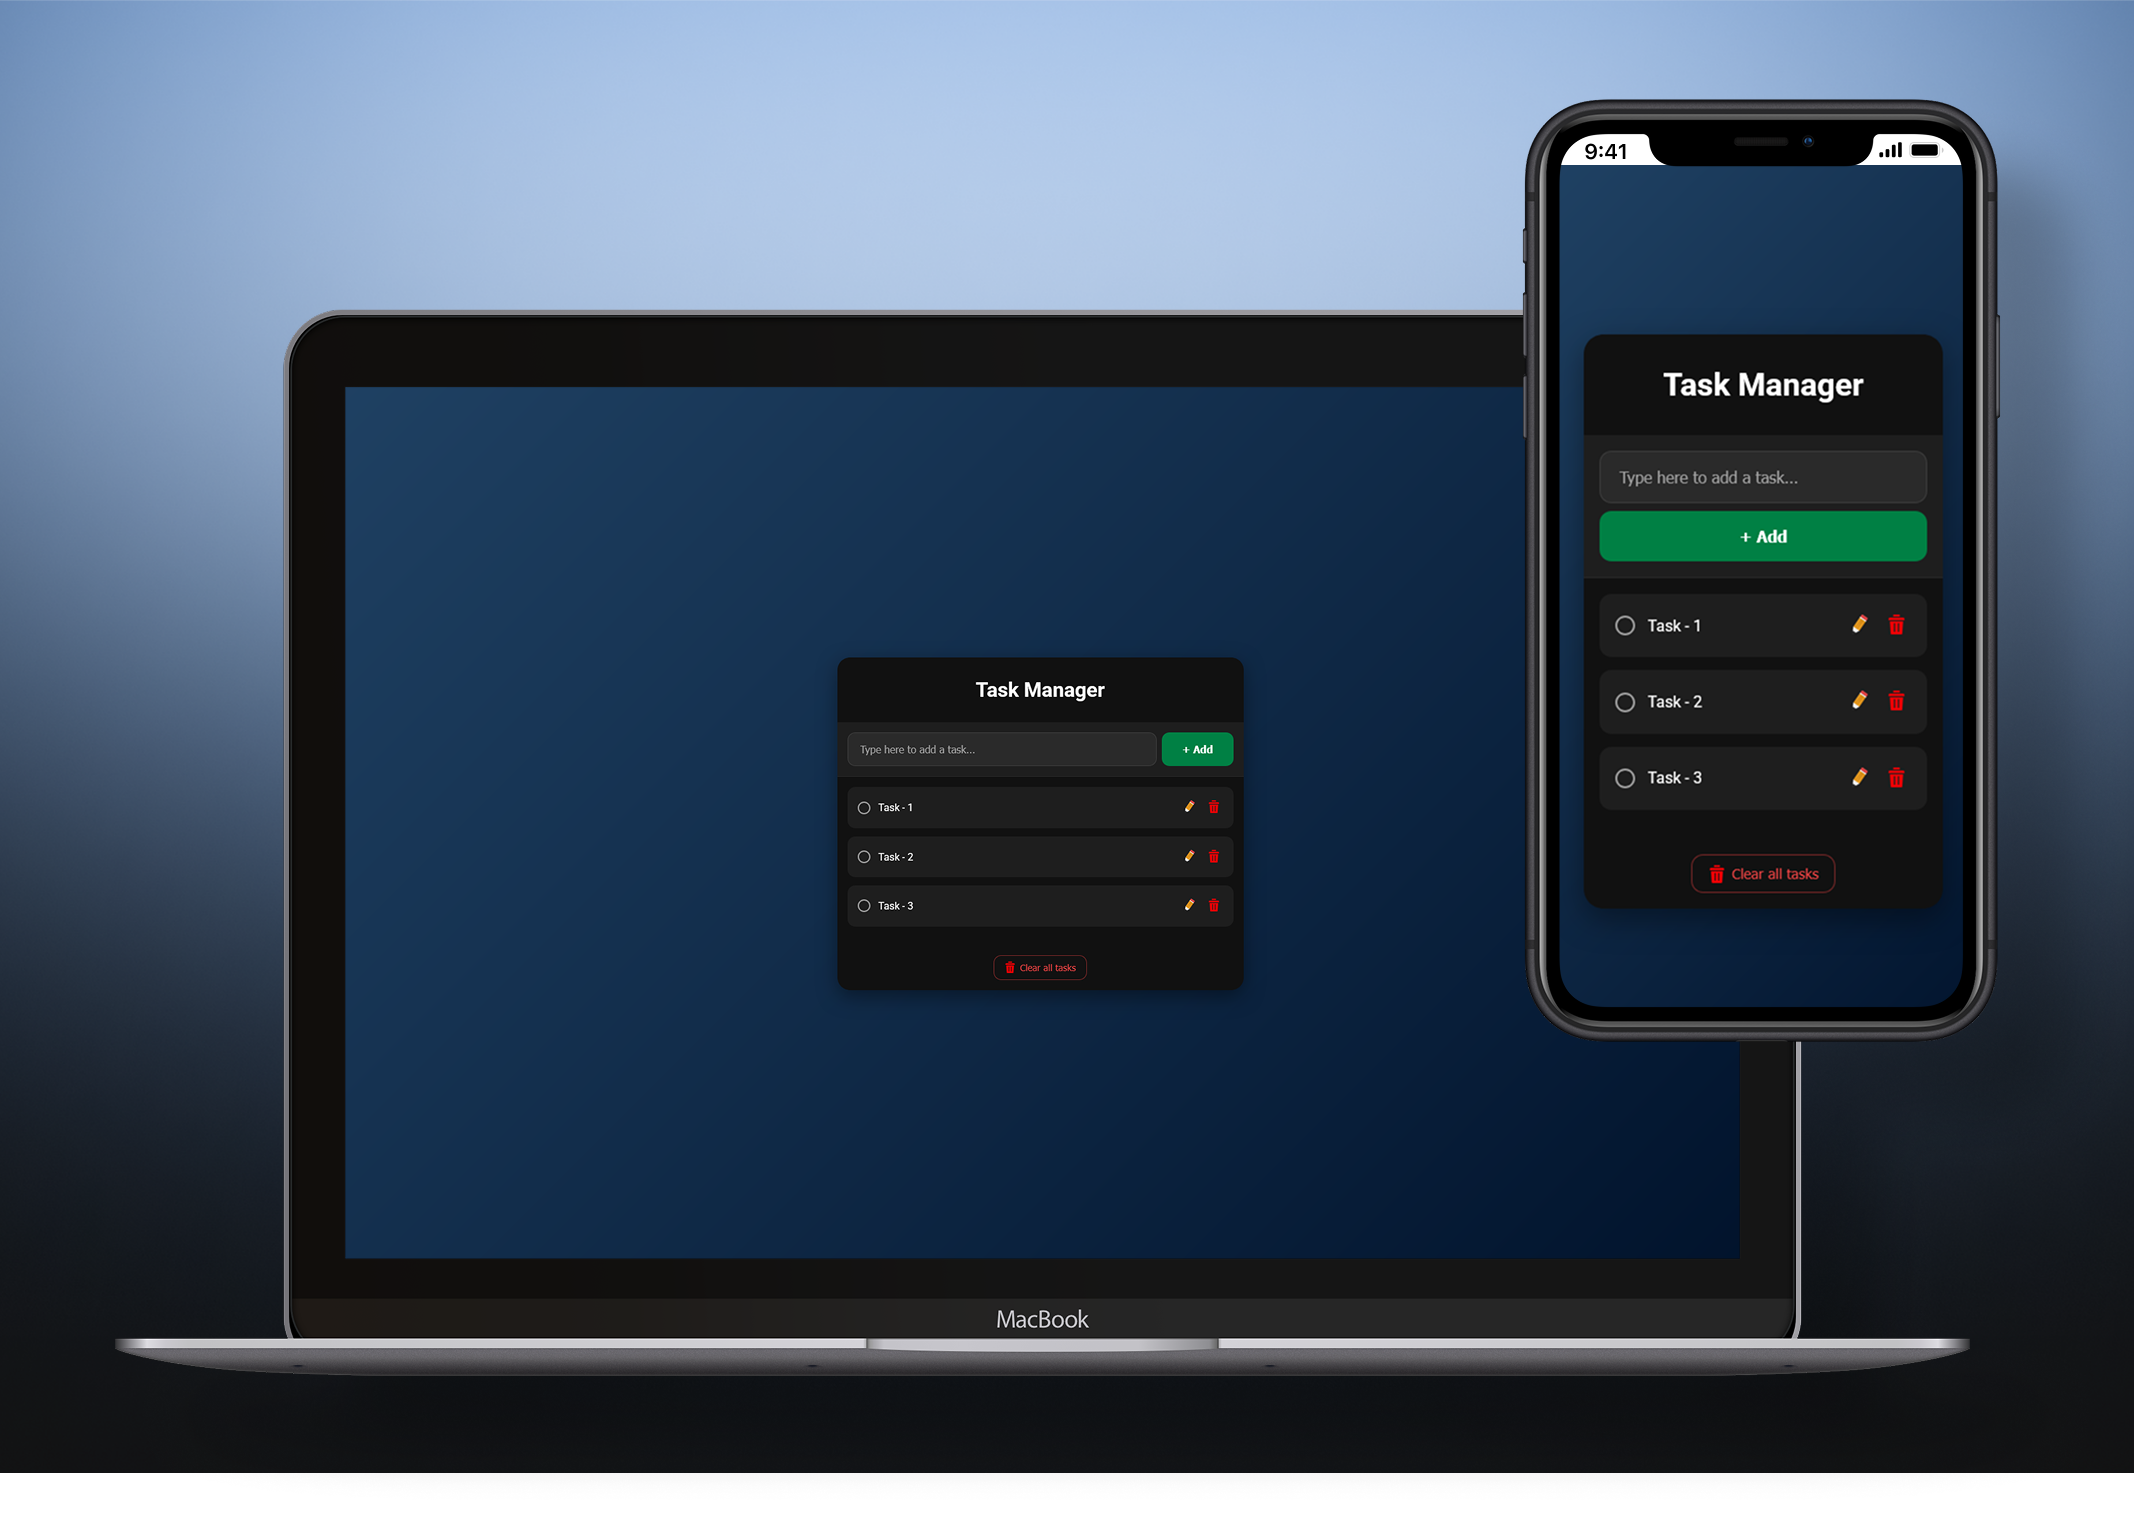 9:41
Task Manager
Type here to add a task...
+ Add
Task - 1
Task - 2
Task - 3
Clear all tasks
Task Manager
Type here to add a task...
+ Add
Task - 1
Task - 2
Task - 3
Clear all tasks
MacBook